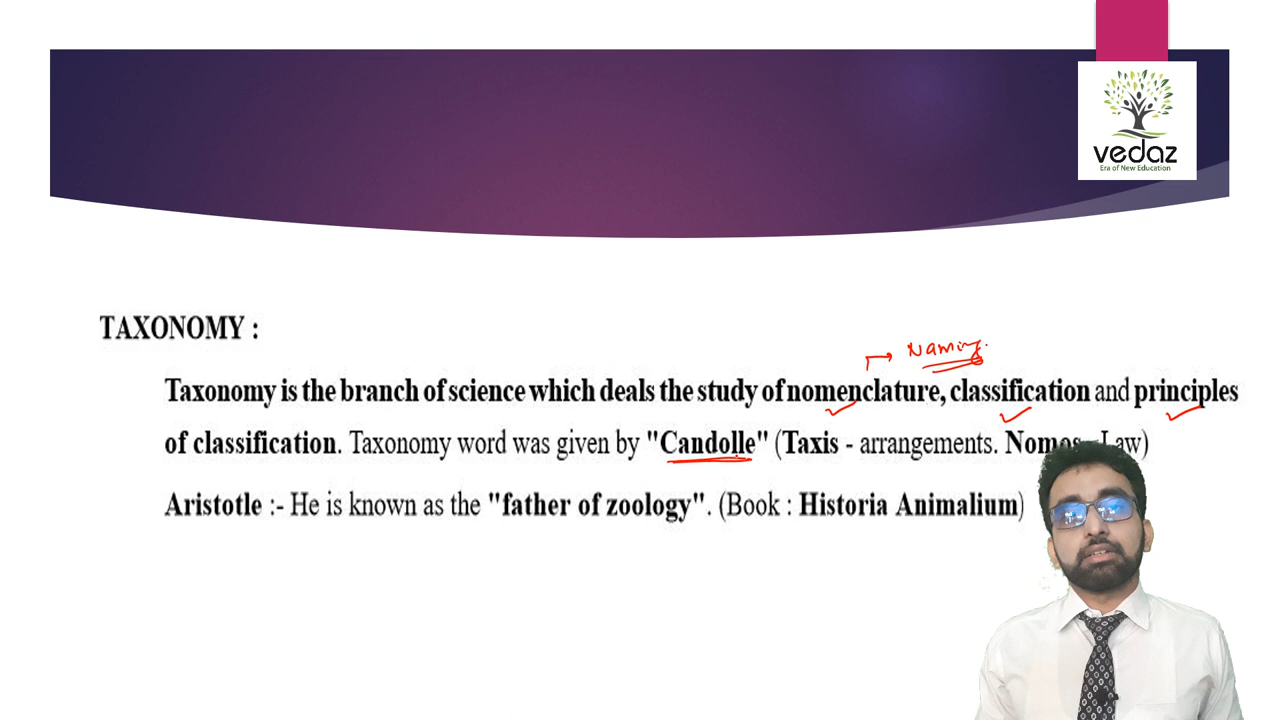 vedaz
Era of New Education
TAXONOMY :
Naming.
Taxonomy is the branch of science which deals the study of nomenclature, classification and principles
of classification. Taxonomy word was given by "Candolle" (Taxis - arrangements. Nomos - Law)
Aristotle :- He is known as the "father of zoology". (Book : Historia Animalium)